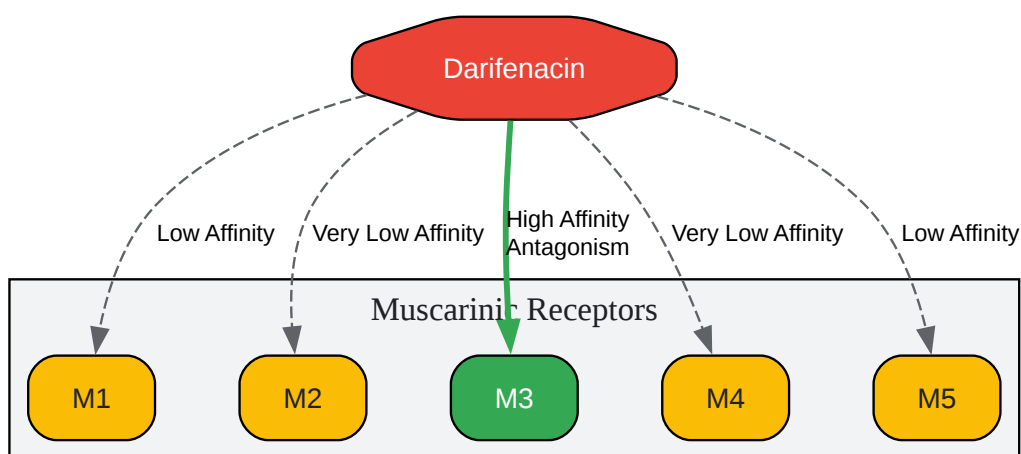 Darifenacin
Low Affinity
Very Low Affinity
High Affinity
Antagonism
Very Low Affinity
Low Affinity
Muscarinic Receptors
M1
M2
M3
M4
M5